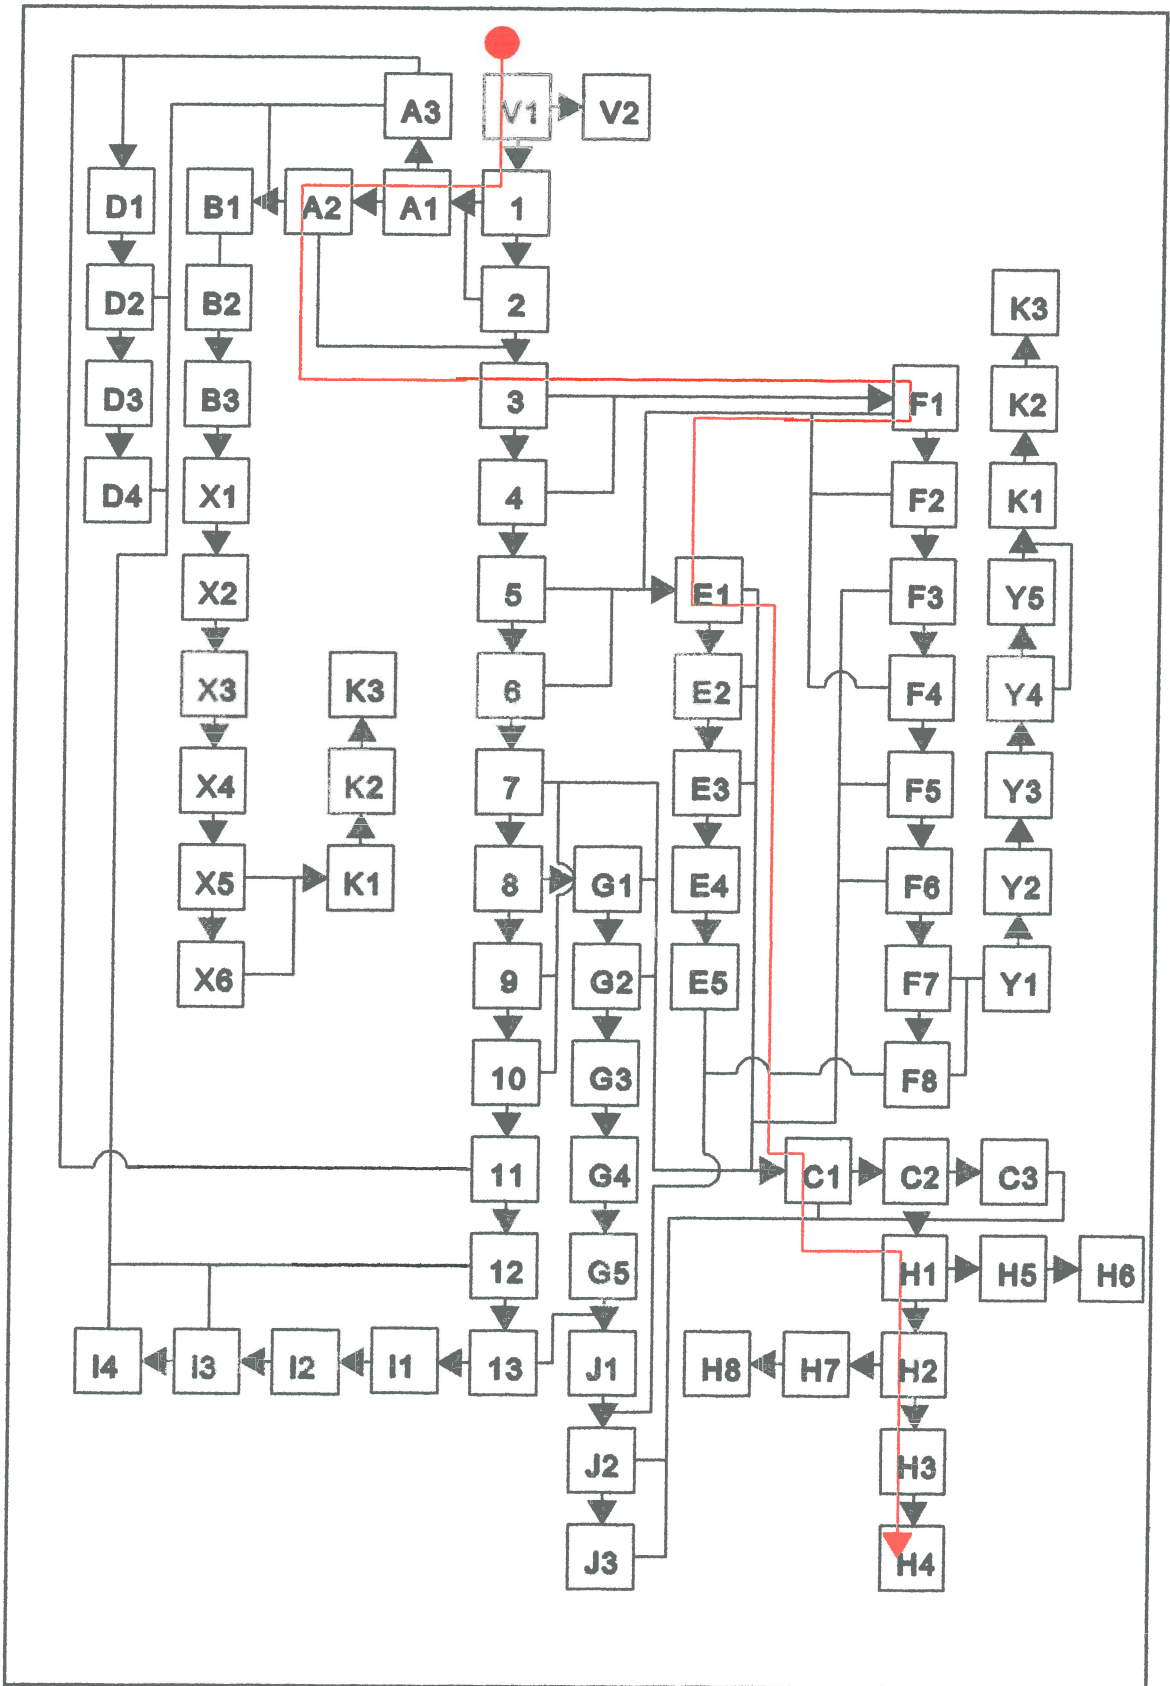 A3 V1 V2
D1 B1 A2 A1 1
D2 B2 2 K3
D3 B3 3 F1 K2
D4 X1 4 F2 K1
X2 5 E1 F3 Y5
X3 K3 6 E2 F4 Y4
X4 K2 7 E3 F5 Y3
X5 K1 8 G1 E4 F6 Y2
X6 9 G2 E5 F7 Y1
10 G3 F8
11 G4 C1 C2 C3
12 G5 H1 H5 H6
I4 I3 I2 I1 13 J1 H8 H7 H2
J2 H3
J3 H4